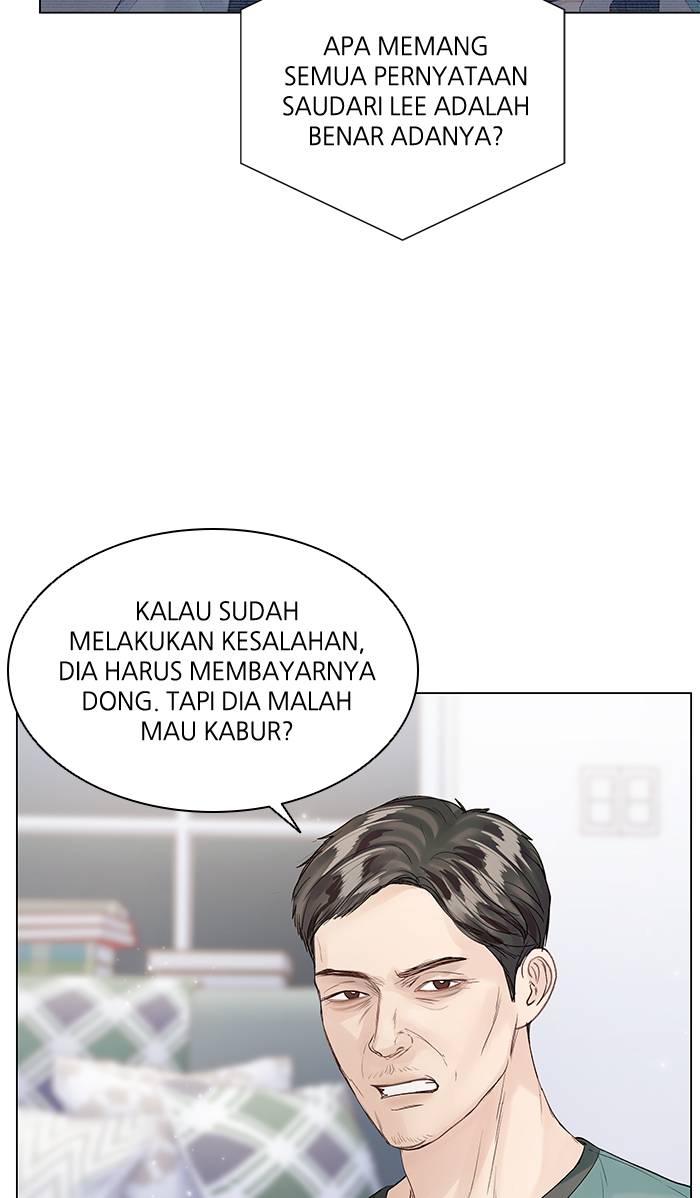 APA MEMANG
SEMUA PERNYATAAN
SAUDARI LEE ADALAH
BENAR ADANYA?
KALAU SUDAH
MELAKUKAN KESALAHAN,
DIA HARUS MEMBAYARNYA
DONG. TAPI DIA MALAH
MAU KABUR?